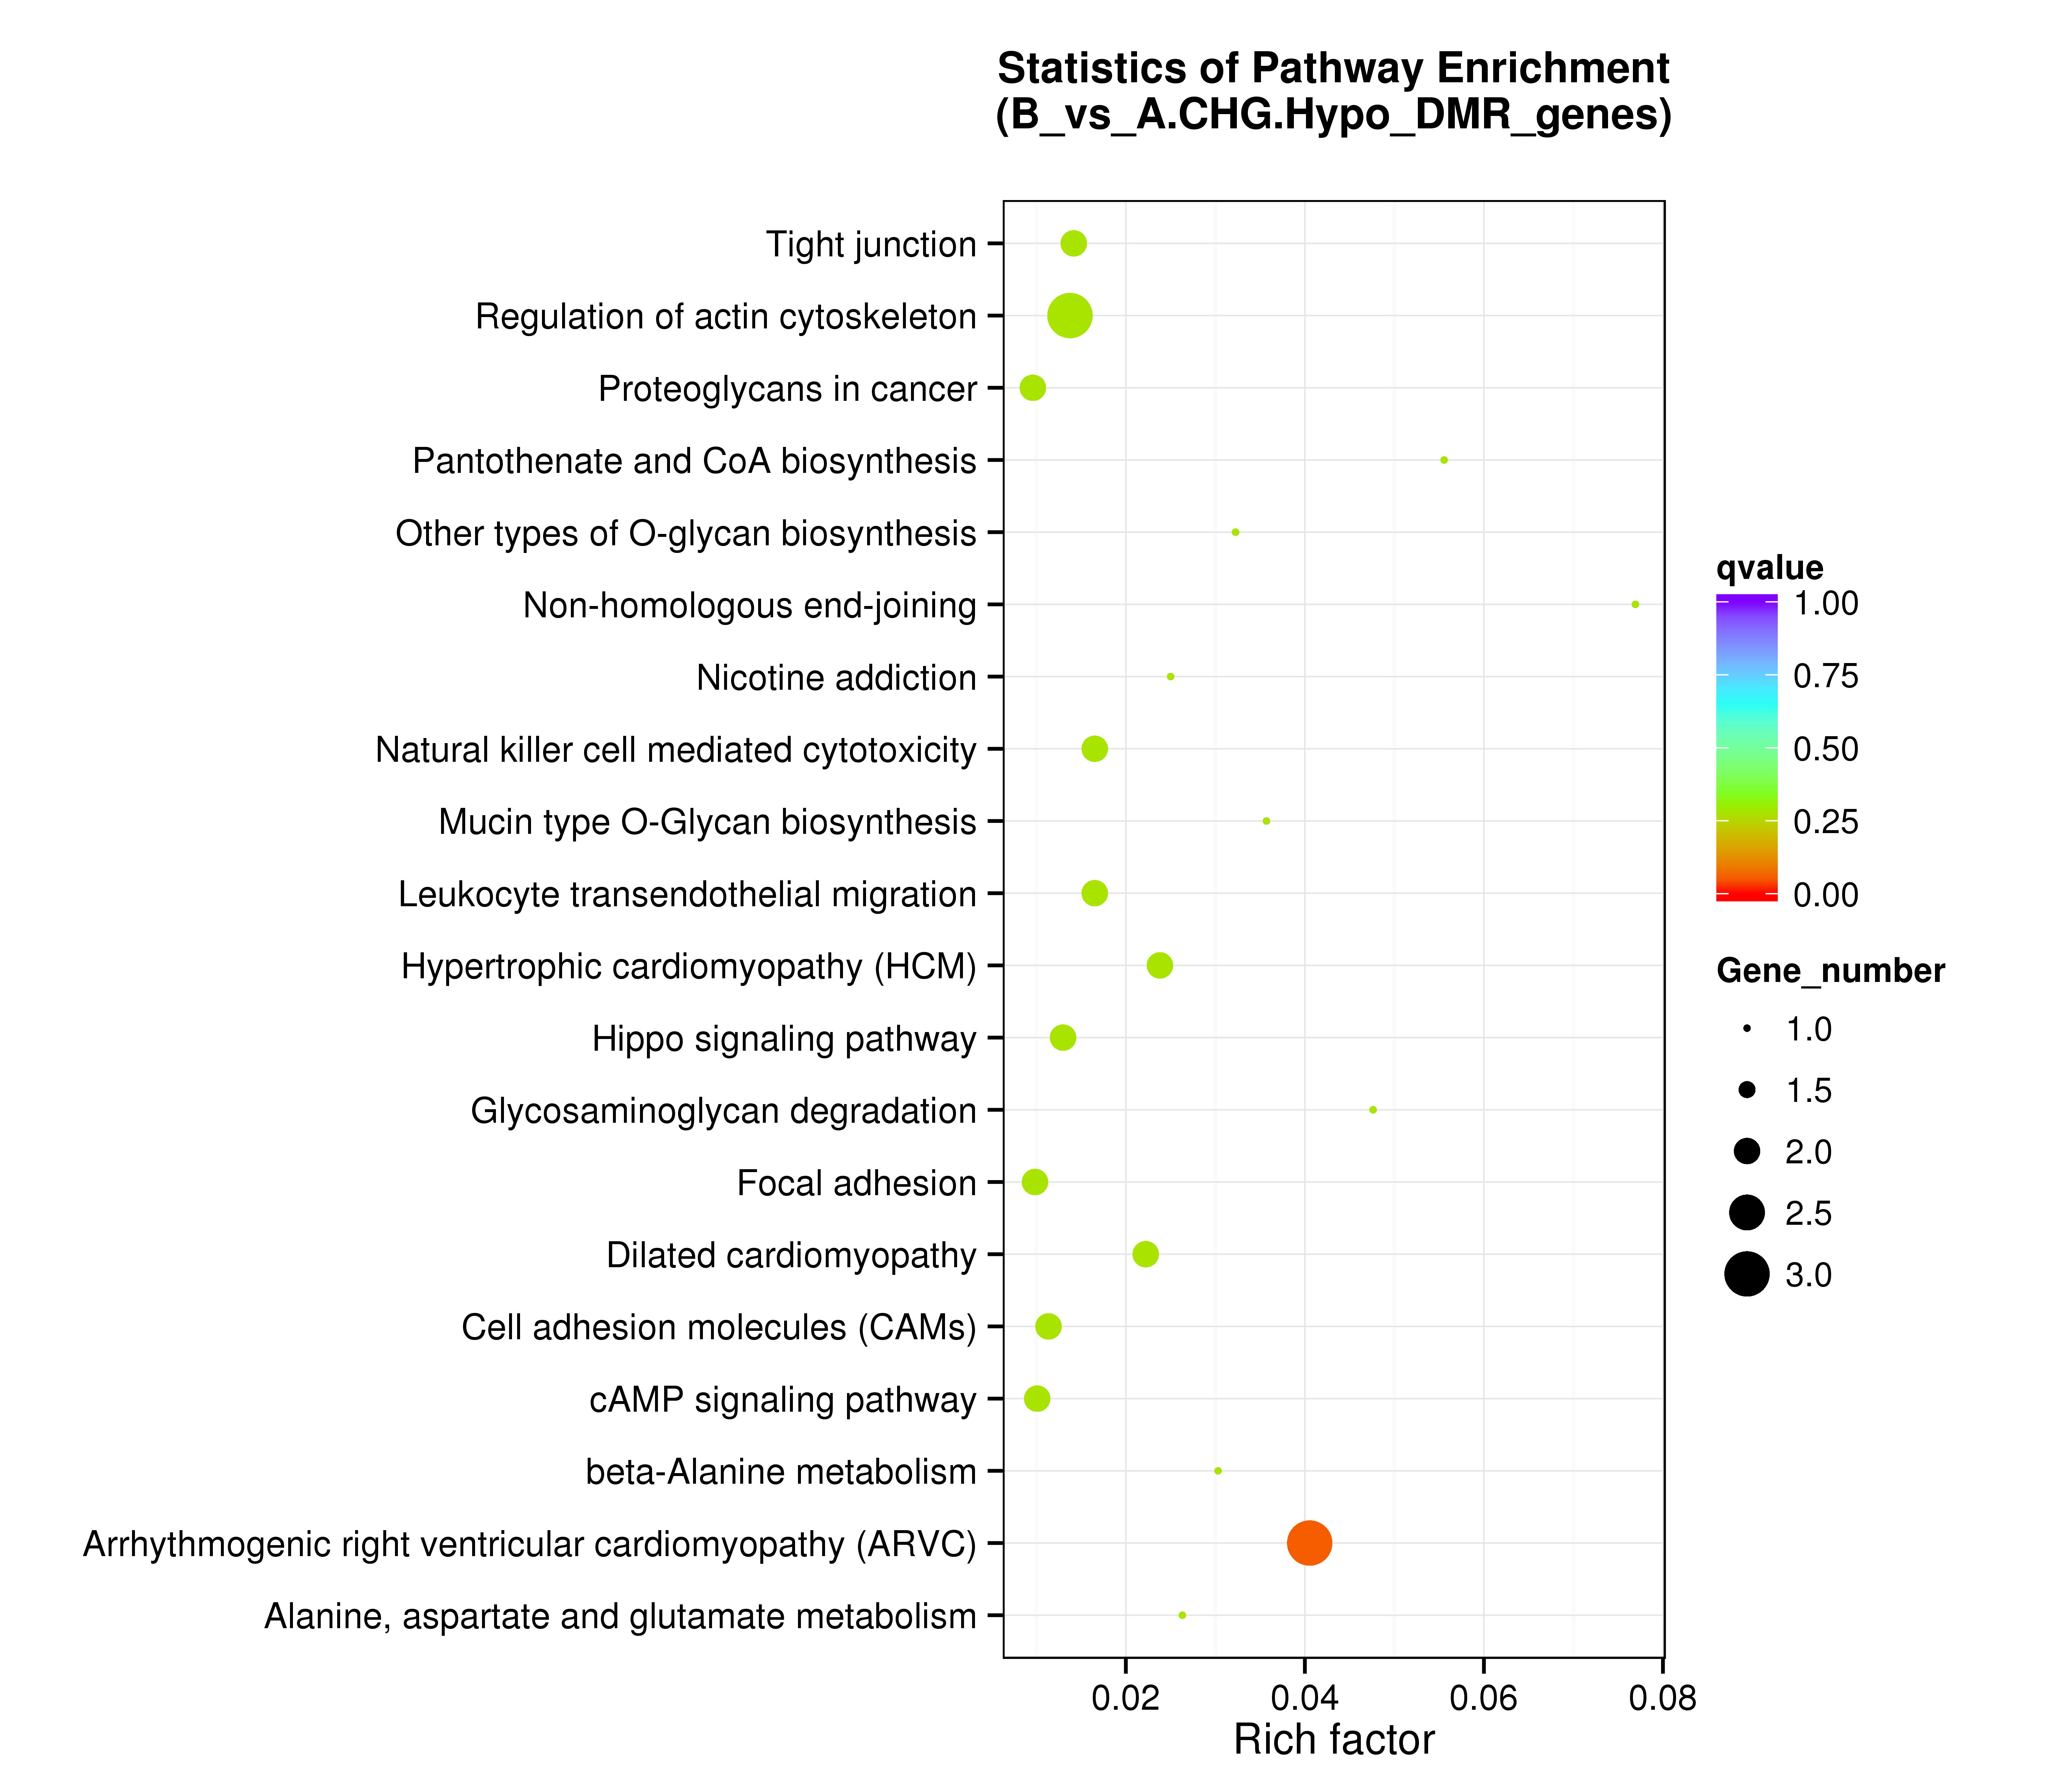 Statistics of Pathway Enrichment
(B_vs_A.CHG.Hypo_DMR_genes)
Tight junction
Regulation of actin cytoskeleton
Proteoglycans in cancer
Pantothenate and CoA biosynthesis
Other types of O-glycan biosynthesis
Non-homologous end-joining
Nicotine addiction
Natural killer cell mediated cytotoxicity
Mucin type O-Glycan biosynthesis
Leukocyte transendothelial migration
Hypertrophic cardiomyopathy (HCM)
Hippo signaling pathway
Glycosaminoglycan degradation
Focal adhesion
Dilated cardiomyopathy
Cell adhesion molecules (CAMs)
cAMP signaling pathway
beta-Alanine metabolism
Arrhythmogenic right ventricular cardiomyopathy (ARVC)
Alanine, aspartate and glutamate metabolism
0.02 0.04 0.06 0.08
Rich factor
qvalue
1.00
0.75
0.50
0.25
0.00
Gene_number
1.0
1.5
2.0
2.5
3.0